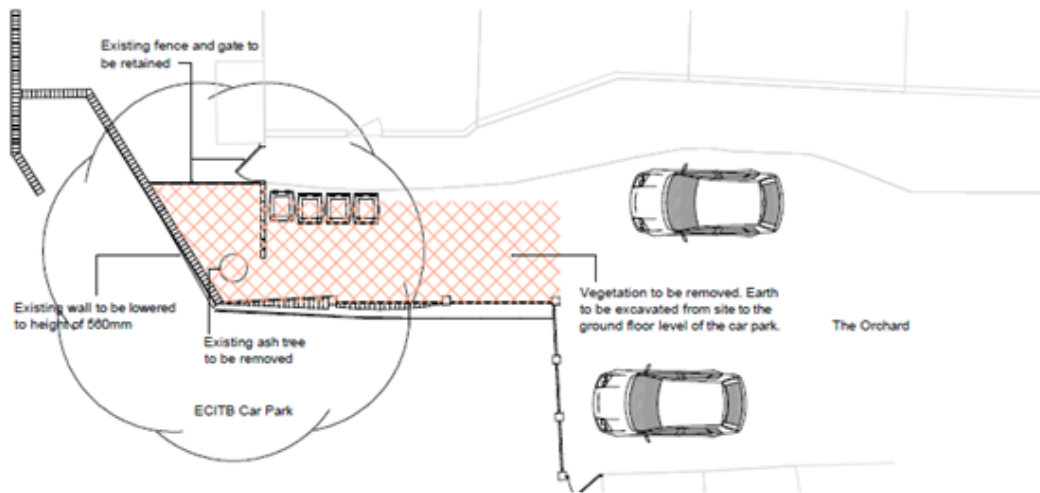 Existing fence and gate to
be retained
Existing wall to be lowered
to height of 560mm
Existing ash tree
to be removed
Vegetation to be removed. Earth
to be excavated from site to the
ground floor level of the car park.
The Orchard
ECITB Car Park